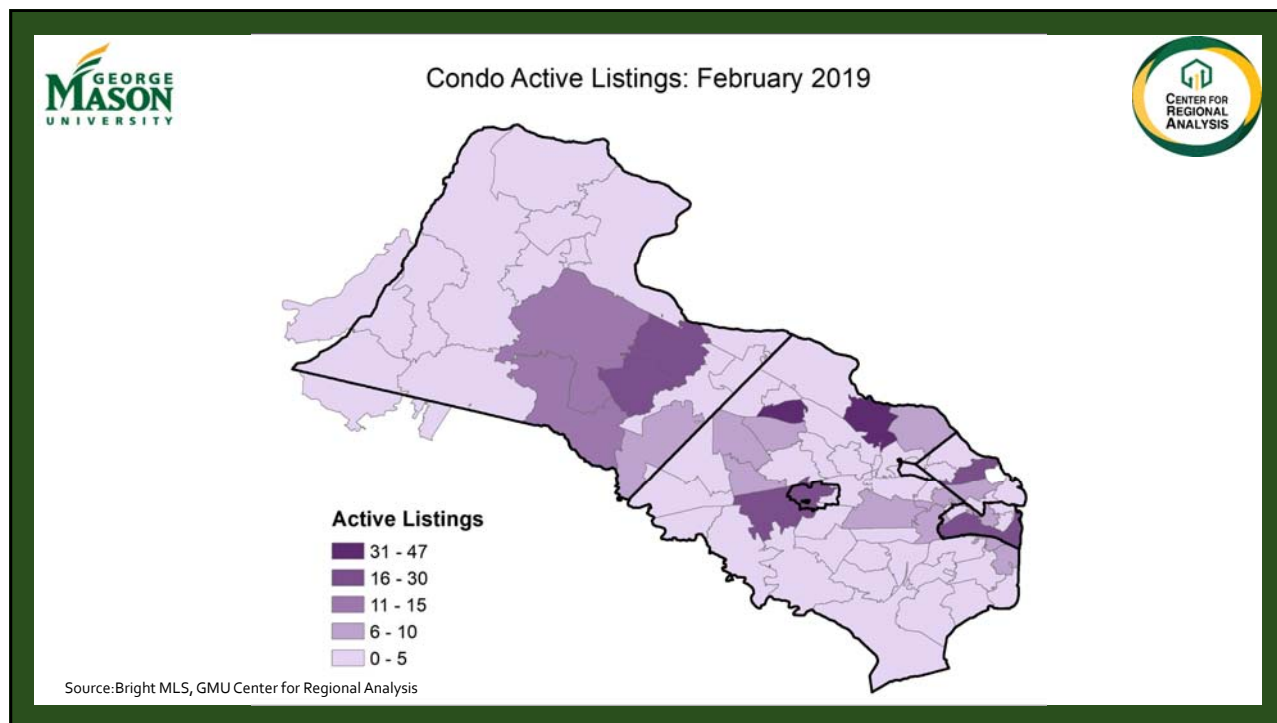 GEORGE
MASON
UNIVERSITY
Condo Active Listings: February 2019
CENTER FOR
REGIONAL
ANALYSIS
Active Listings
31 - 47
16 - 30
11 - 15
6 - 10
0 - 5
Source:Bright MLS, GMU Center for Regional Analysis